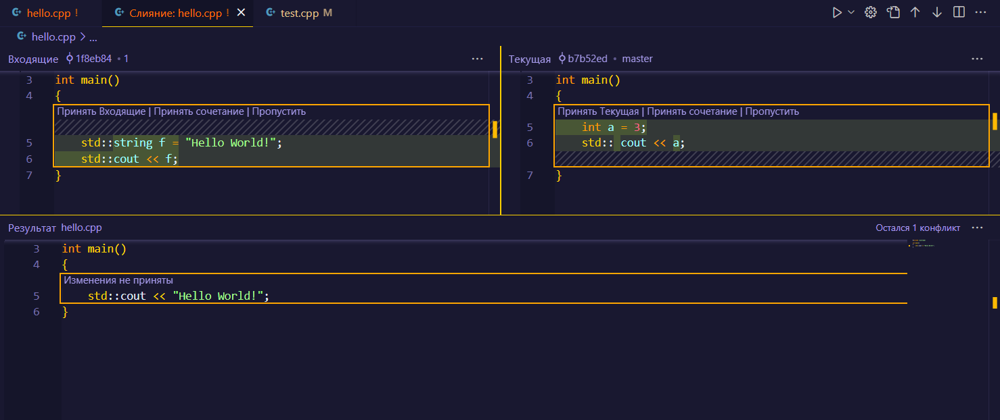 hello.cpp !
Слияние: hello.cpp !
test.cpp M
hello.cpp > ...
Входящие 1f8eb84 • 1
3 int main()
4 {
Принять Входящие | Принять сочетание | Пропустить
5 std::string f = "Hello World!";
6 std::cout << f;
7 }
Текущая b7b52ed • master
3 int main()
4 {
Принять Текущая | Принять сочетание | Пропустить
5 int a = 3;
6 std:: cout << a;
7 }
Результат hello.cpp
Остался 1 конфликт
3 int main()
4 {
Изменения не приняты
5 std::cout << "Hello World!";
6 }